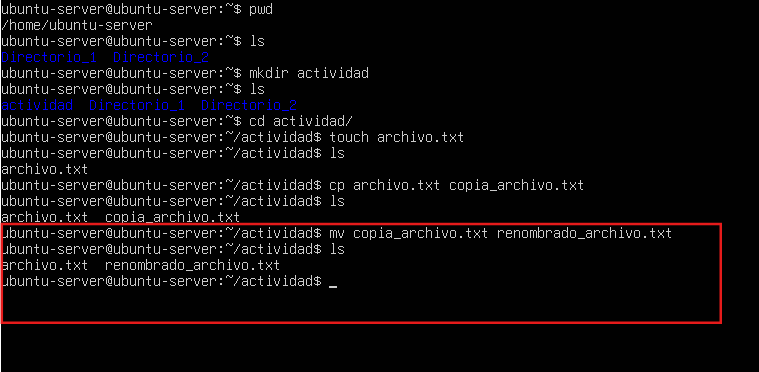 ubuntu-server@ubuntu-server:~$ pwd
/home/ubuntu-server
ubuntu-server@ubuntu-server:~$ ls
Directorio_1  Directorio_3
ubuntu-server@ubuntu-server:~$ mkdir actividad
ubuntu-server@ubuntu-server:~$ ls
actividad  Directorio_1  Directorio_3
ubuntu-server@ubuntu-server:~$ cd actividad/
ubuntu-server@ubuntu-server:~/actividad$ touch archivo.txt
ubuntu-server@ubuntu-server:~/actividad$ ls
archivo.txt
ubuntu-server@ubuntu-server:~/actividad$ cp archivo.txt copia_archivo.txt
ubuntu-server@ubuntu-server:~/actividad$ ls
archivo.txt  copia_archivo.txt
ubuntu-server@ubuntu-server:~/actividad$ mv copia_archivo.txt renombrado_archivo.txt
ubuntu-server@ubuntu-server:~/actividad$ ls
archivo.txt  renombrado_archivo.txt
ubuntu-server@ubuntu-server:~/actividad$ _